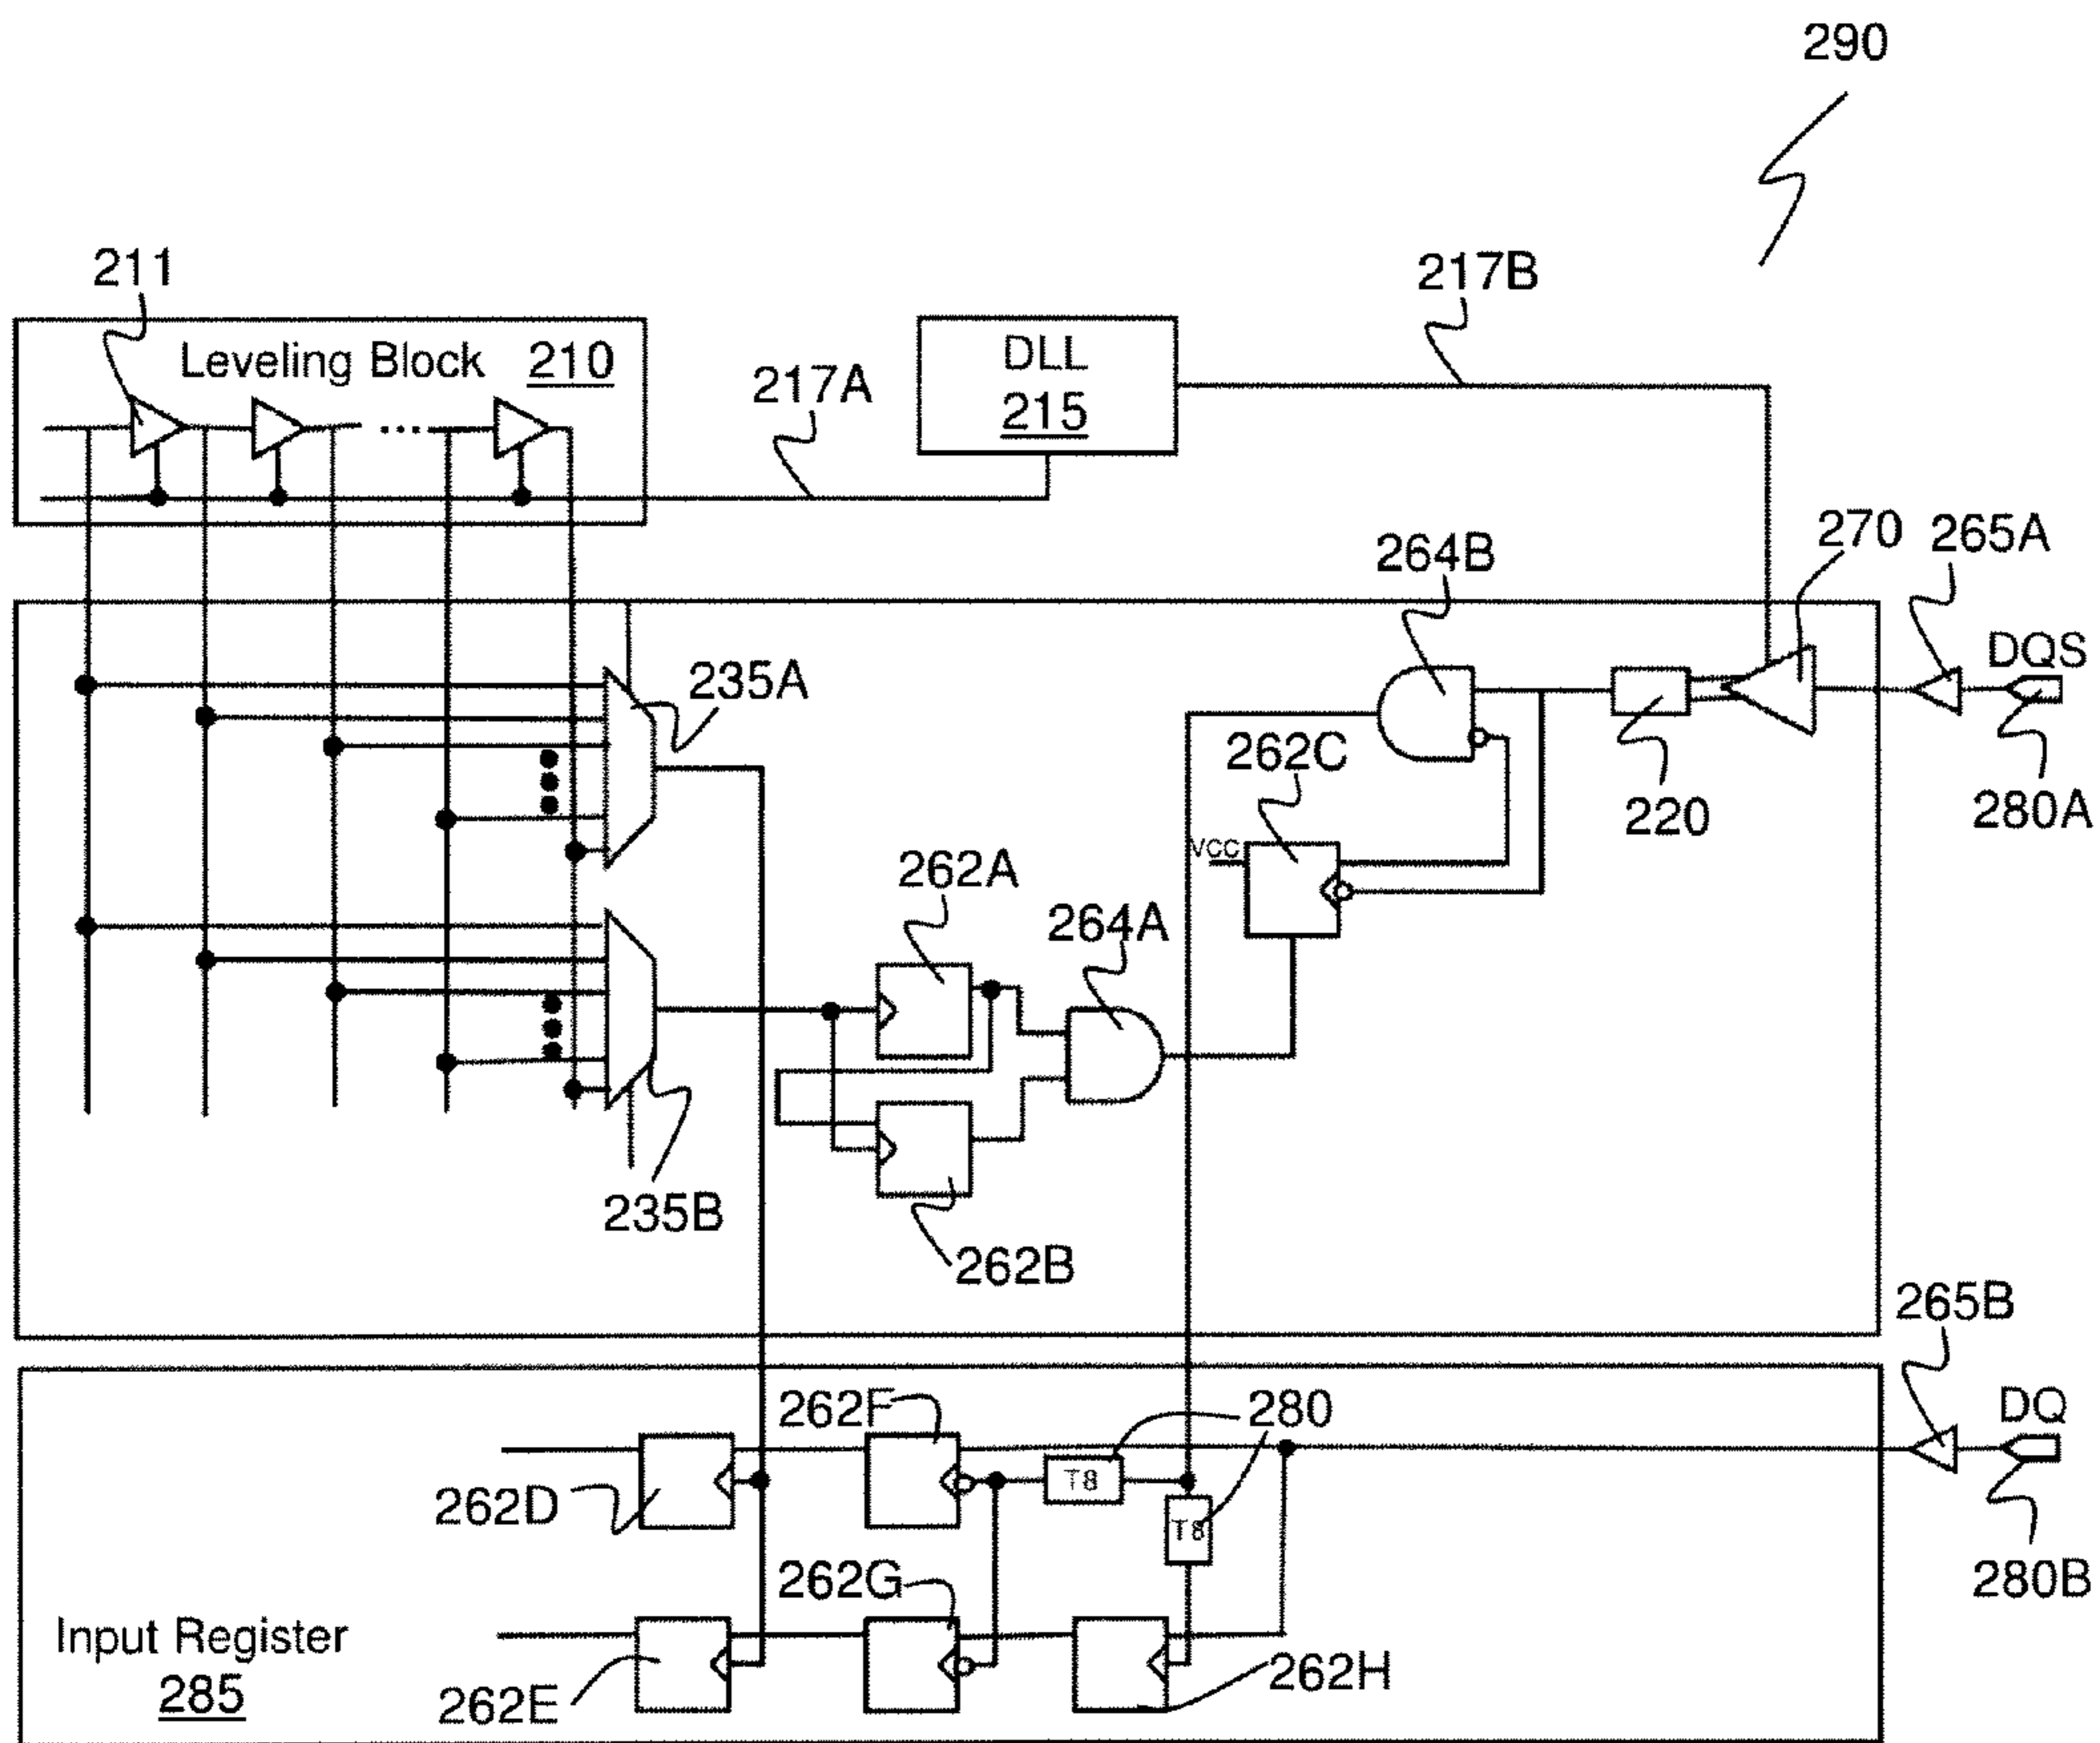 290
211
217B
Leveling Block 210
217A
DLL
215
264B
270
265A
DQS
235A
262C
220
280A
VCC
262A
264A
235B
262B
265B
262F
280
DQ
T8
262D
T8
262G
280B
Input Register
285
262E
262H